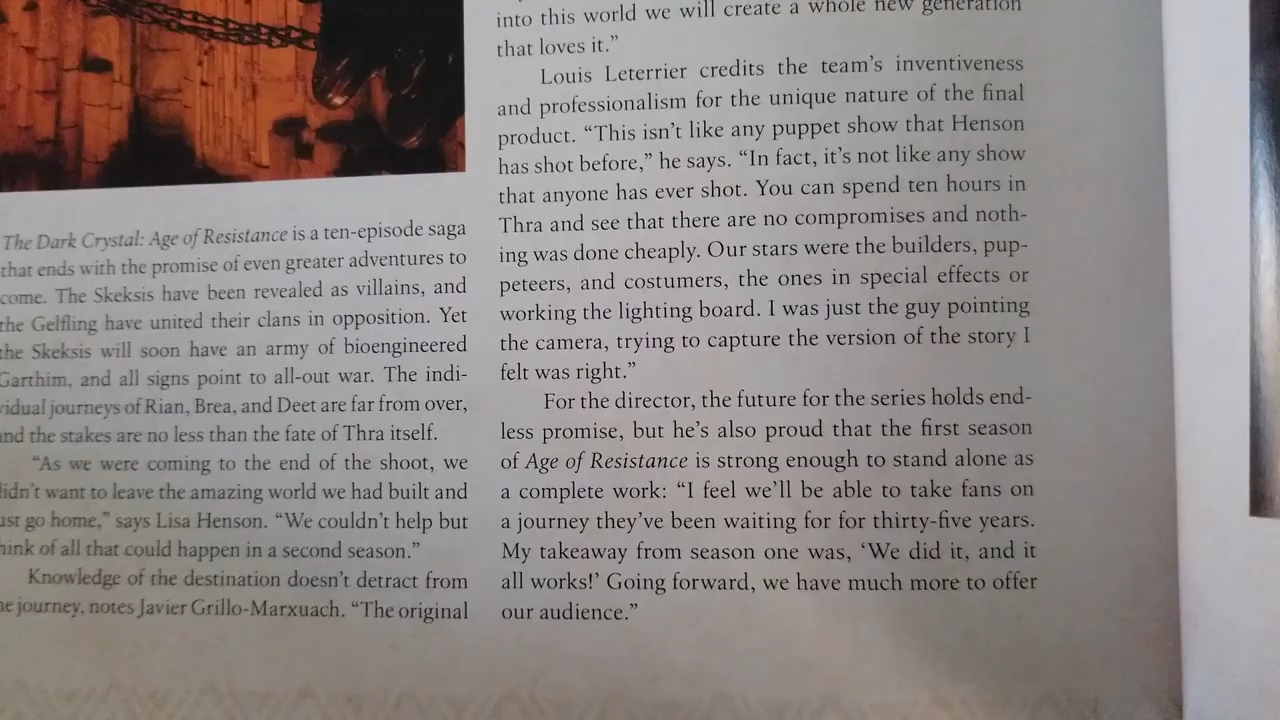 The Dark Crystal: Age of Resistance is a ten-episode saga
that ends with the promise of even greater adventures to
come. The Skeksis have been revealed as villains, and
the Gelfling have united their clans in opposition. Yet
the Skeksis will soon have an army of bioengineered
Garthim, and all signs point to all-out war. The indi-
vidual journeys of Rian, Brea, and Deet are far from over,
and the stakes are no less than the fate of Thra itself.
“As we were coming to the end of the shoot, we
didn’t want to leave the amazing world we had built and
just go home,” says Lisa Henson. “We couldn’t help but
think of all that could happen in a second season.”
Knowledge of the destination doesn’t detract from
the journey, notes Javier Grillo-Marxuach. “The original
into this world we will create a whole new generation
that loves it.”
Louis Leterrier credits the team’s inventiveness
and professionalism for the unique nature of the final
product. “This isn’t like any puppet show that Henson
has shot before,” he says. “In fact, it’s not like any show
that anyone has ever shot. You can spend ten hours in
Thra and see that there are no compromises and noth-
ing was done cheaply. Our stars were the builders, pup-
peteers, and costumers, the ones in special effects or
working the lighting board. I was just the guy pointing
the camera, trying to capture the version of the story I
felt was right.”
For the director, the future for the series holds end-
less promise, but he’s also proud that the first season
of Age of Resistance is strong enough to stand alone as
a complete work: “I feel we’ll be able to take fans on
a journey they’ve been waiting for for thirty-five years.
My takeaway from season one was, ‘We did it, and it
all works!’ Going forward, we have much more to offer
our audience.”